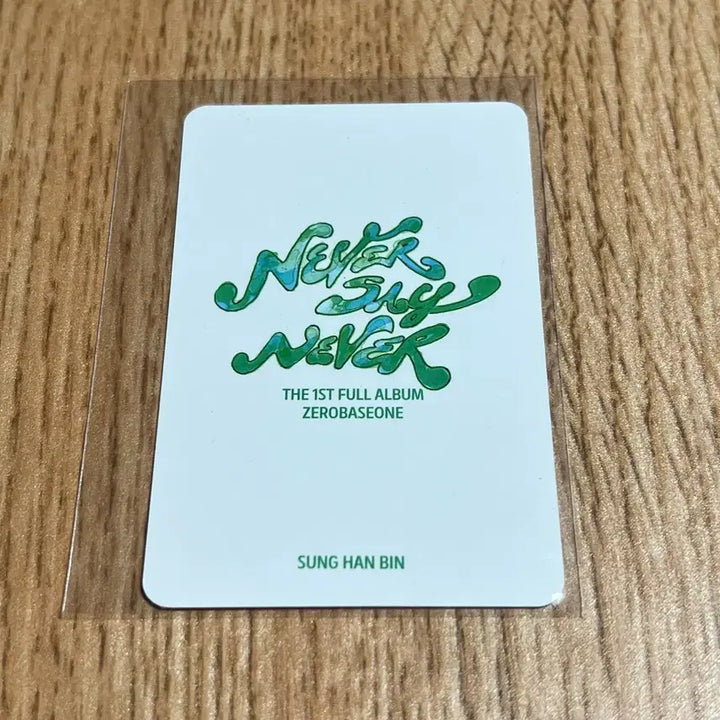 NEVER
Say
NEVER
THE 1ST FULL ALBUM
ZEROBASEONE
SUNG HAN BIN